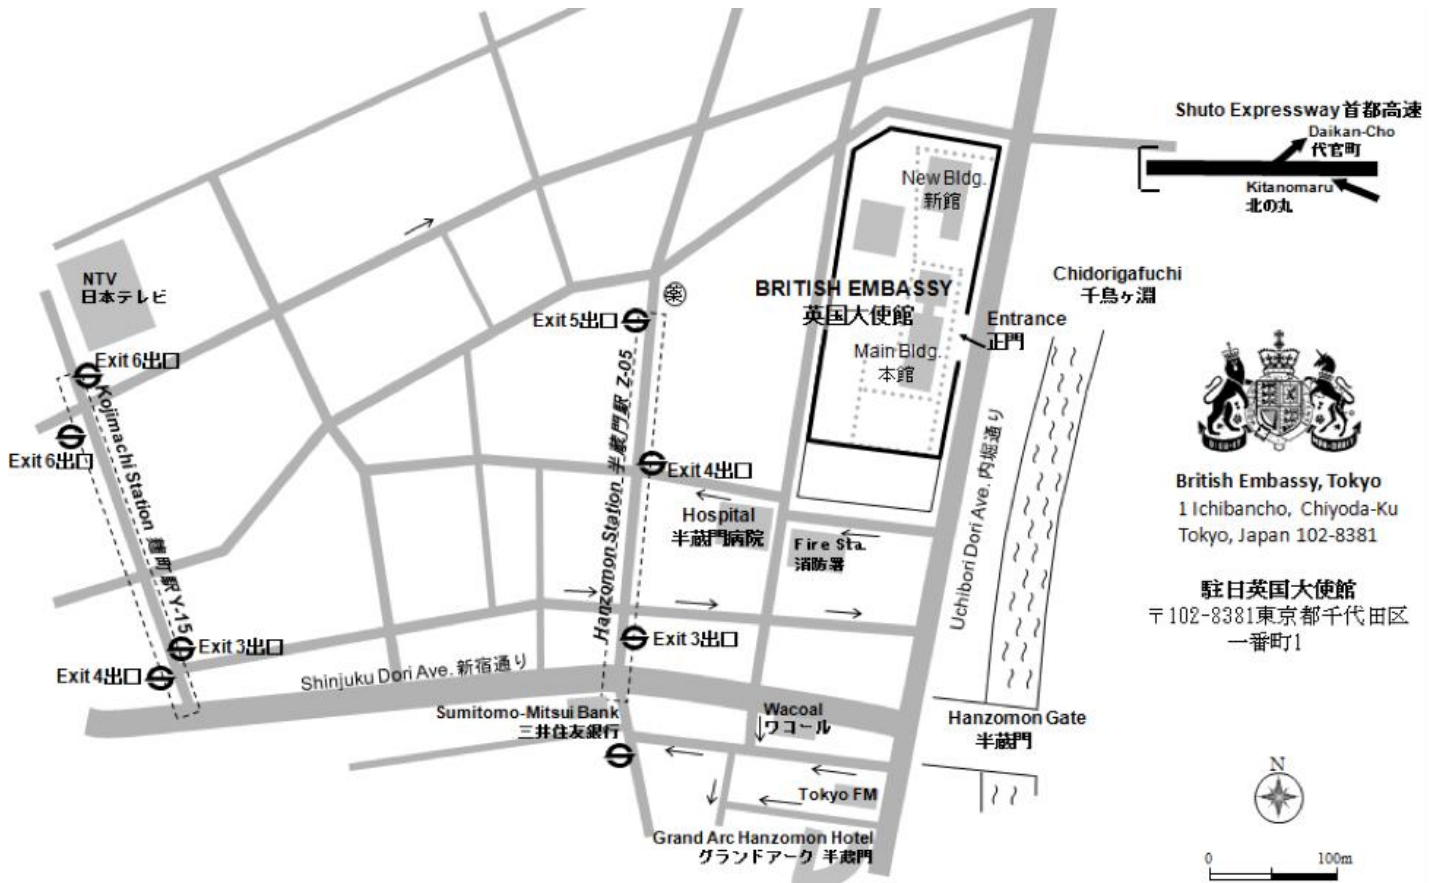 Shuto Expressway 首都高速
Daikan-Cho
代官町
Kitanomaru
北の丸
New Bldg.
新館
NTV
日本テレビ
Chidorigafuchi
千鳥ヶ淵
BRITISH EMBASSY
英国大使館
薬
Exit 5出口
Entrance
正門
Main Bldg.
本館
Exit 6出口
Exit 6出口
Kojimachi Station 麹町駅 Y-15
Hanzomon Station 半蔵門駅 Z-05
Exit 4出口
Uchibori Dori Ave. 内堀通り
British Embassy, Tokyo
1 Ichibancho, Chiyoda-Ku
Tokyo, Japan 102-8381
Hospital
半蔵門病院
Fire Sta.
消防署
駐日英国大使館
〒102-8381東京都千代田区
一番町1
Exit 3出口
Exit 3出口
Exit 4出口
Shinjuku Dori Ave. 新宿通り
Sumitomo-Mitsui Bank
三井住友銀行
Wacoal
ワコール
Hanzomon Gate
半蔵門
Tokyo FM
Grand Arc Hanzomon Hotel
グランドアーク 半蔵門
N
0 100m